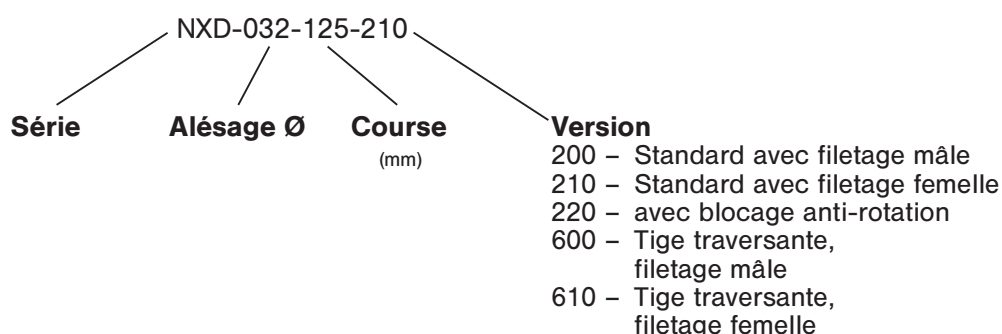 NXD-032-125-210
Série
Alésage Ø
Course
(mm)
Version
200 – Standard avec filetage mâle
210 – Standard avec filetage femelle
220 – avec blocage anti-rotation
600 – Tige traversante,
filetage mâle
610 – Tige traversante,
filetage femelle